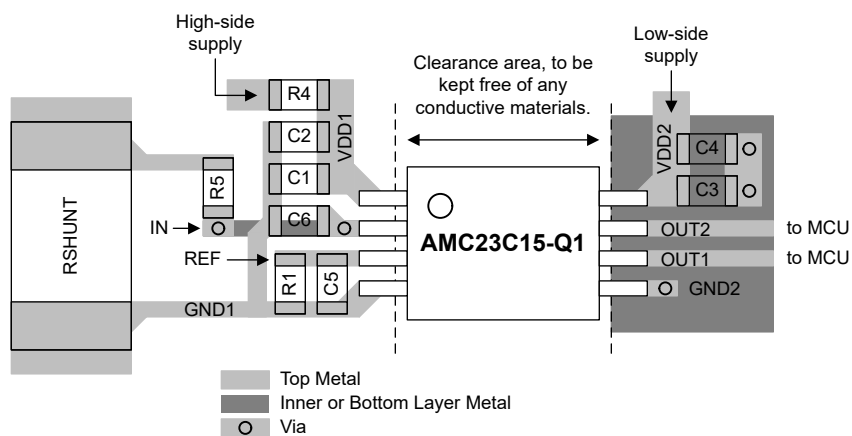 High-side
supply
Low-side
supply
Clearance area, to be
kept free of any
conductive materials.
R4
C2
VDD1
C1
R5
C6
IN
REF
RSHUNT
R1
C5
GND1
AMC23C15-Q1
VDD2
C4
C3
OUT2
to MCU
OUT1
to MCU
GND2
Top Metal
Inner or Bottom Layer Metal
Via